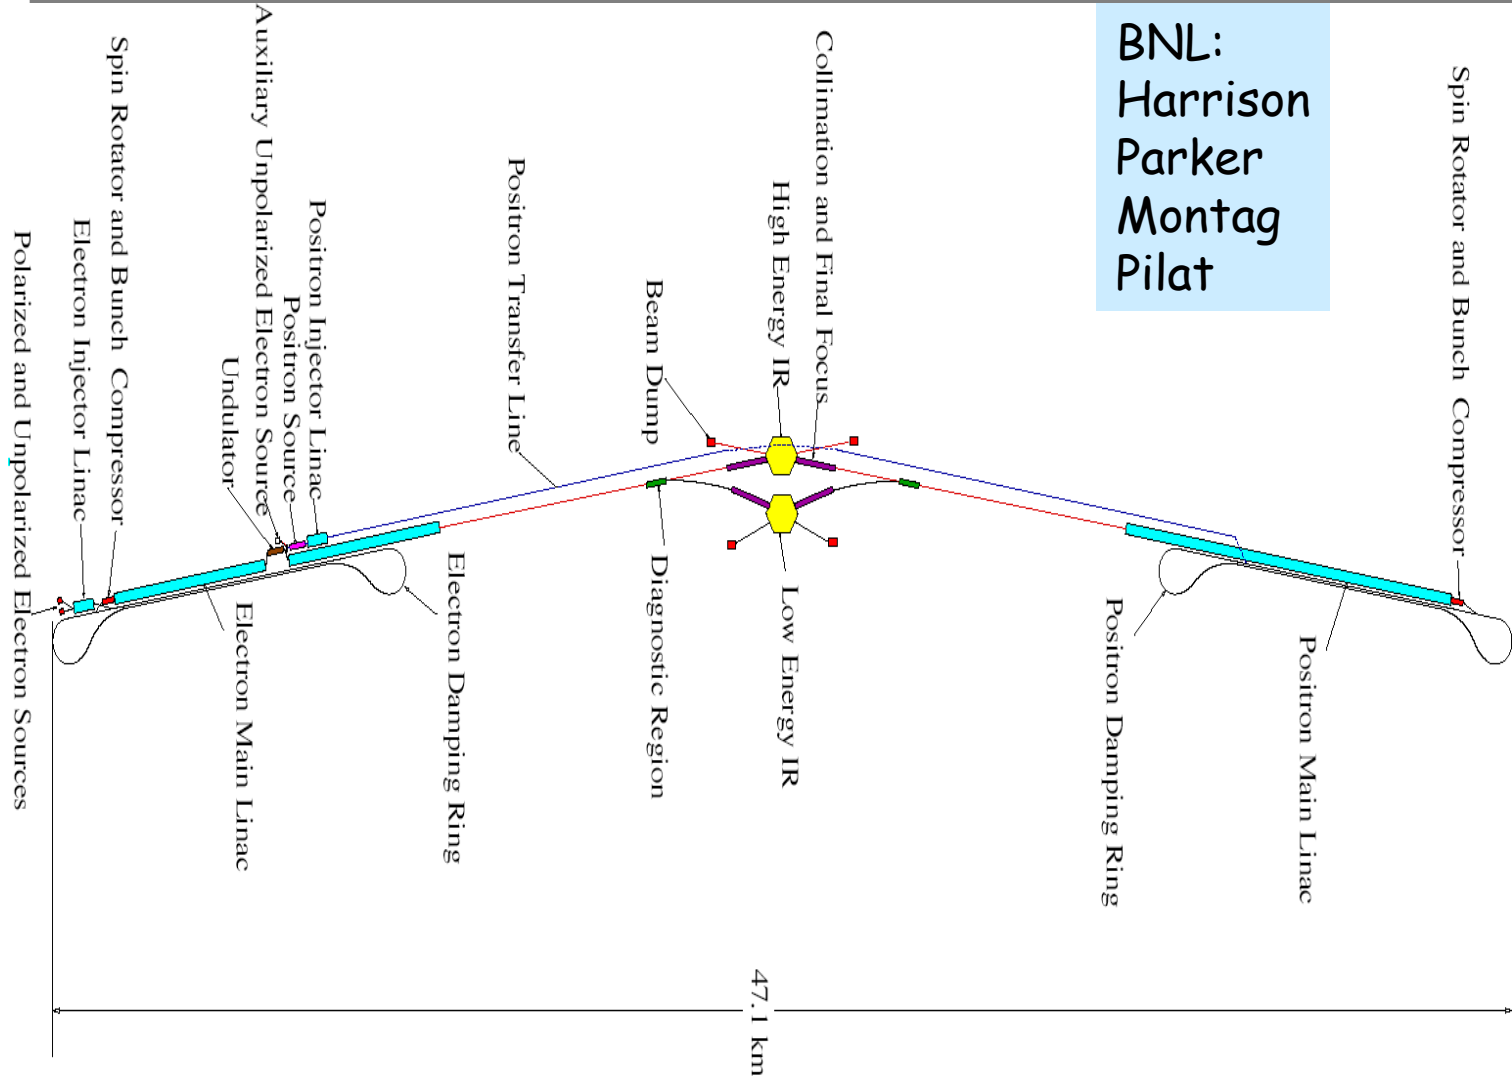 BNL:
Harrison
Parker
Montag
Pilat
Spin Rotator and Bunch Compressor
Collimation and Final Focus
High Energy IR
Beam Dump
Positron Transfer Line
Positron Injector Linac
Positron Source
Auxiliary Unpolarized Electron Source
Undulator
Spin Rotator and Bunch Compressor
Electron Injector Linac
Polarized and Unpolarized Electron Sources
Electron Main Linac
Electron Damping Ring
Diagnostic Region
Low Energy IR
Positron Damping Ring
Positron Main Linac
47.1 km